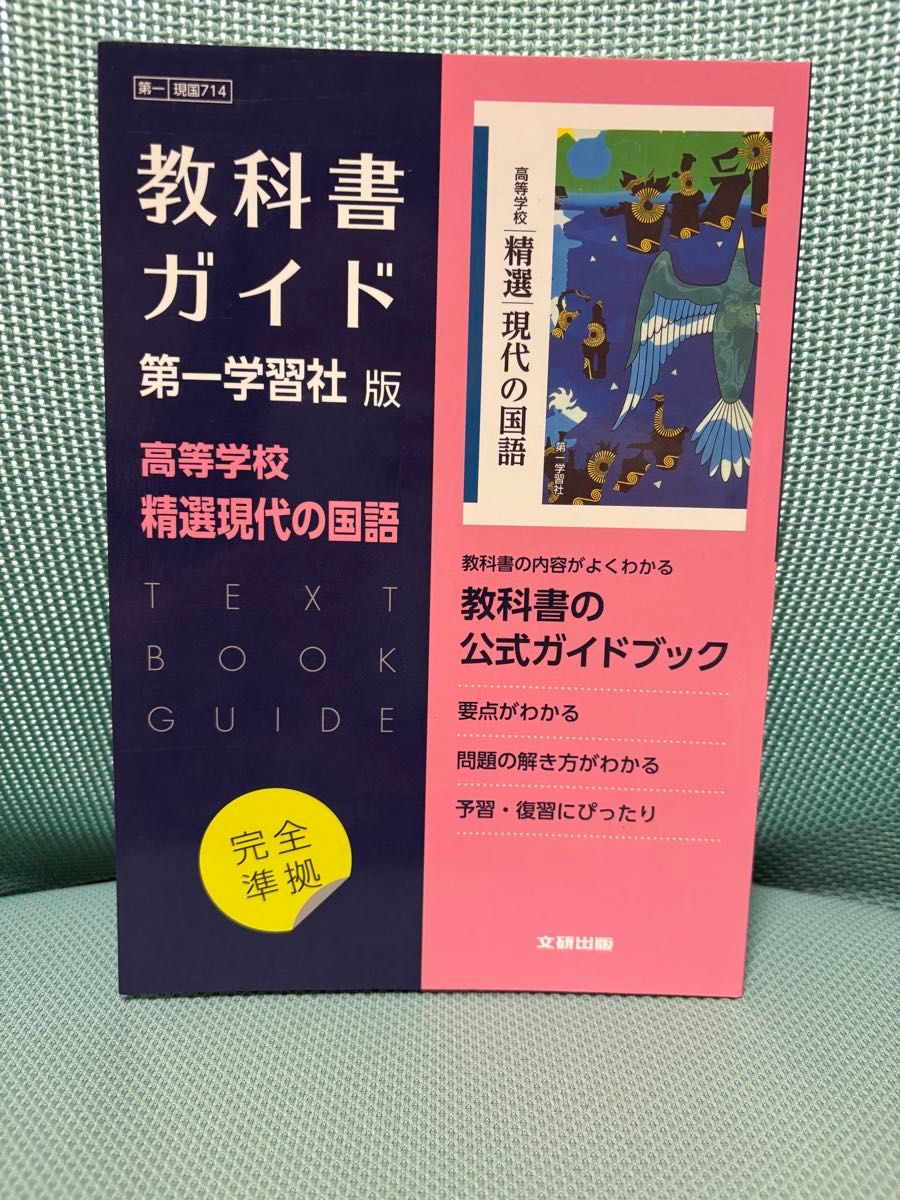 第一 現国714
教科書
ガイド
第一学習社 版
高等学校
精選現代の国語
TEXT
BOOK
GUIDE
完全
準拠
高等学校
精選 現代の国語
第一学習社
教科書の内容がよくわかる
教科書の
公式ガイドブック
要点がわかる
問題の解き方がわかる
予習・復習にぴったり
文研出版